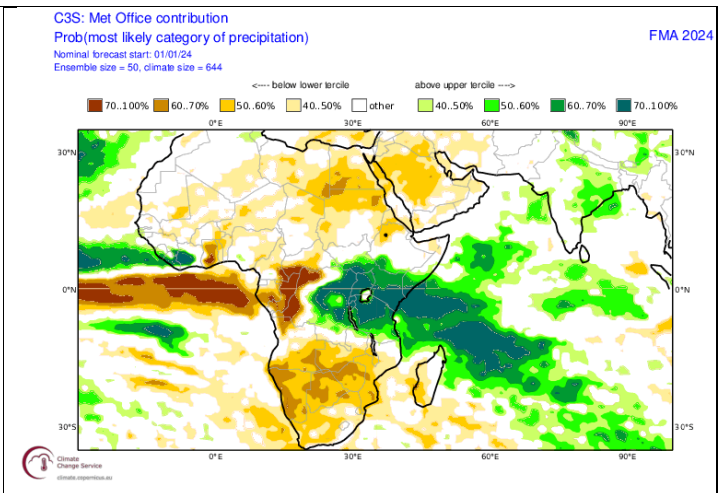 C3S: Met Office contribution
Prob(most likely category of precipitation)
FMA 2024
Nominal forecast start: 01/01/24
Ensemble size = 50, climate size = 644
<---- below lower tercile above upper tercile ---->
70..100% 60..70% 50..60% 40..50% other 40..50% 50..60% 60..70% 70..100%
0°E 30°E 60°E 90°E
30°N 30°N
0°N 0°N
30°S 30°S
0°E 30°E 60°E 90°E
Climate
Change Service
climate.copernicus.eu